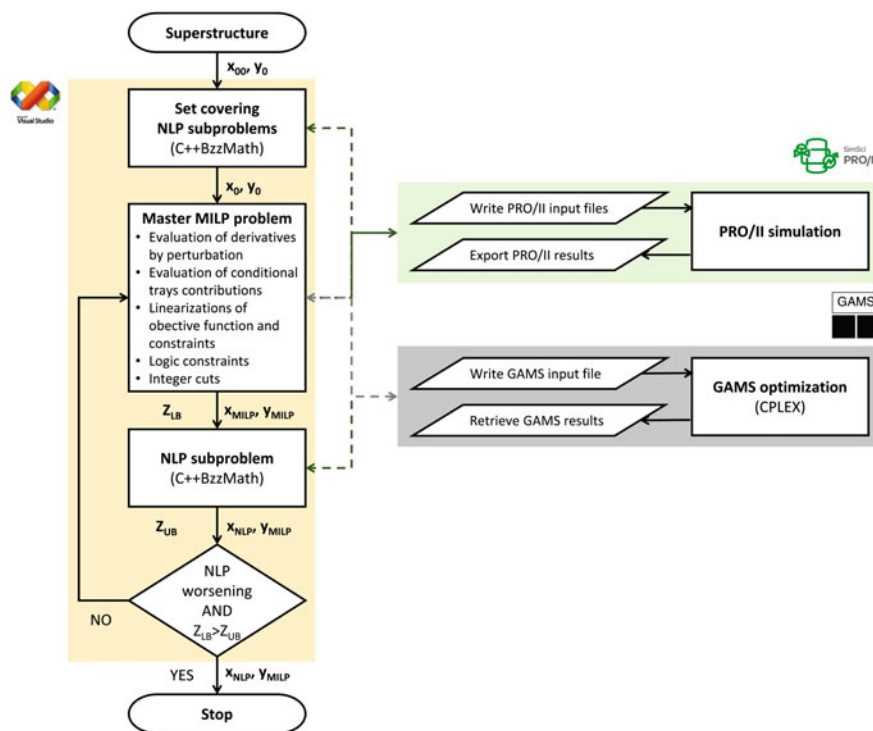 Superstructure
x00, y0
Visual Studio
Set covering
NLP subproblems
(C++BzzMath)
x0, y0
Master MILP problem
• Evaluation of derivatives
by perturbation
• Evaluation of conditional
trays contributions
• Linearizations of
obective function and
constraints
• Logic constraints
• Integer cuts
ZLB
xMILP, yMILP
NLP subproblem
(C++BzzMath)
ZUB
xNLP, yMILP
NLP
worsening
AND
ZLB>ZUB
NO
YES
xNLP, yMILP
Stop
SimSci
PRO/I
Write PRO/II input files
PRO/II simulation
Export PRO/II results
GAMS
Write GAMS input file
GAMS optimization
(CPLEX)
Retrieve GAMS results